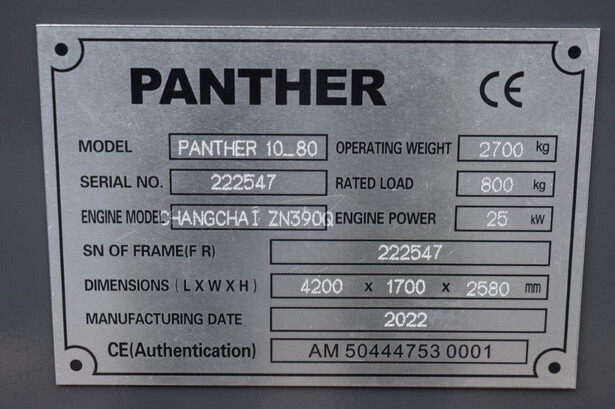 PANTHER CE
MODEL PANTHER 10_80 OPERATING WEIGHT 2700 kg
SERIAL NO. 222547 RATED LOAD 800 kg
ENGINE MODEL CHANGCHAI ZN390Q ENGINE POWER 25 kW
SN OF FRAME(F R) 222547
DIMENSIONS (L X W X H) 4200 x 1700 x 2580 mm
MANUFACTURING DATE 2022
CE(Authentication) AM 50444753 0001